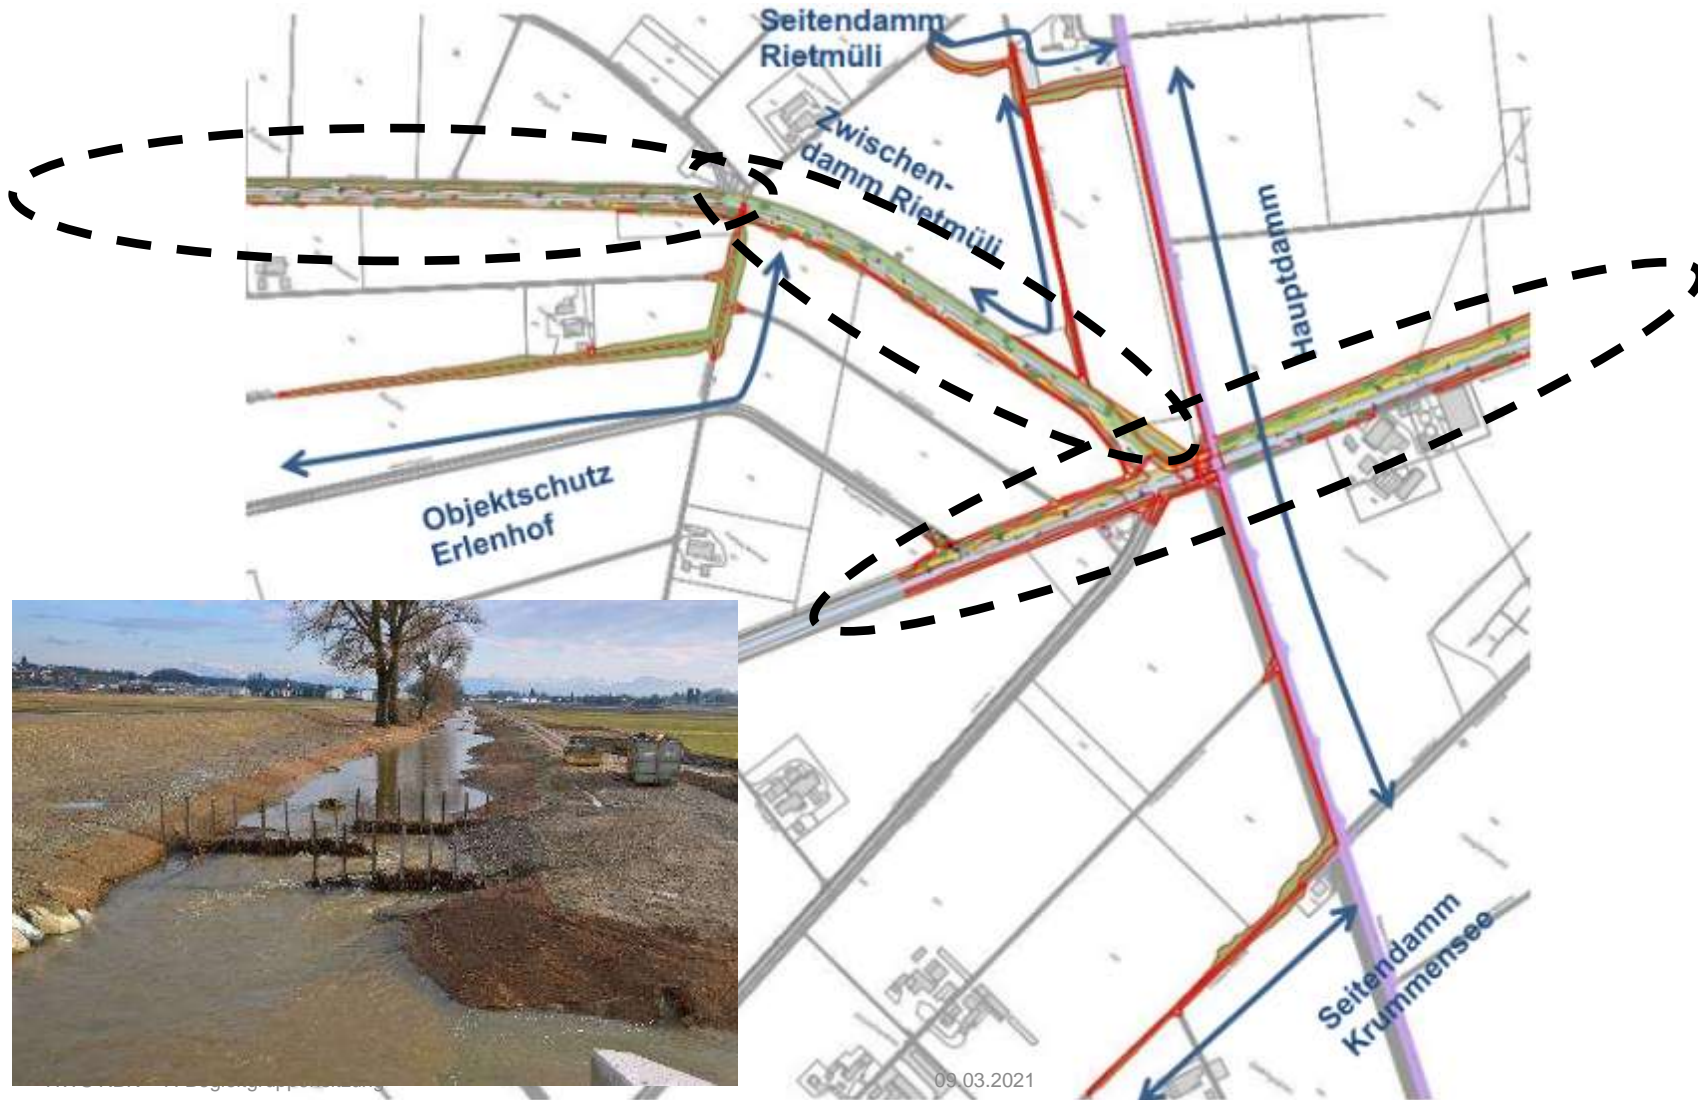 Seitendamm
Rietmüli
Zwischen-
damm Rietmüli
Hauptdamm
Objektschutz
Erlenhof
Seitendamm
Krummensee
09.03.2021